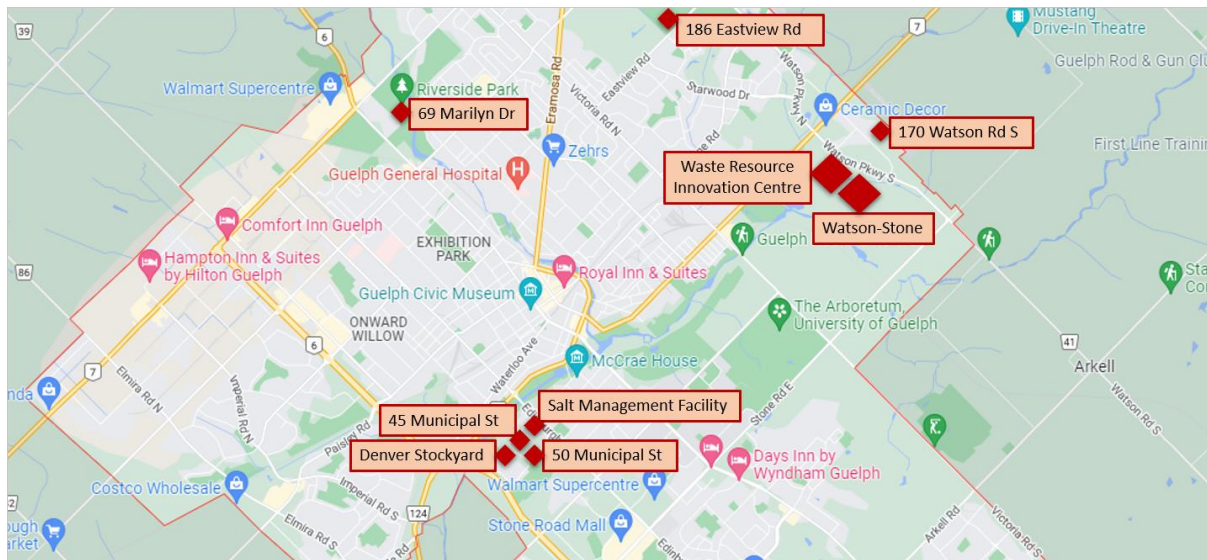 39
6
186 Eastview Rd
7
Mustang
Drive-In Theatre
Guelph Rod & Gun Clu
Walmart Supercentre
Riverside Park
69 Marilyn Dr
Eramosa Rd
Eastview Rd
Victoria Rd N
Watson Pkwy N
Starwood Dr
Ceramic Decor
170 Watson Rd S
First Line Trainin
Zehrs
Guelph General Hospital
Waste Resource
Innovation Centre
Watson Pkwy S
Watson-Stone
Comfort Inn Guelph
EXHIBITION
PARK
Guelph
Hampton Inn & Suites
by Hilton Guelph
86
Royal Inn & Suites
Guelph Civic Museum
The Arboretum,
University of Guelph
ONWARD
WILLOW
6
41
Arkell
McCrae House
7
Waterloo Ave
Elmira Rd N
Imperial Rd N
Stone Rd E
Watson Rd S
Salt Management Facility
45 Municipal St
Paisley Rd
Denver Stockyard
50 Municipal St
Days Inn by
Wyndham Guelph
Costco Wholesale
Walmart Supercentre
Imperial Rd S
124
Stone Road Mall
Elmira Rd S
Arkell Rd
Victoria Rd S